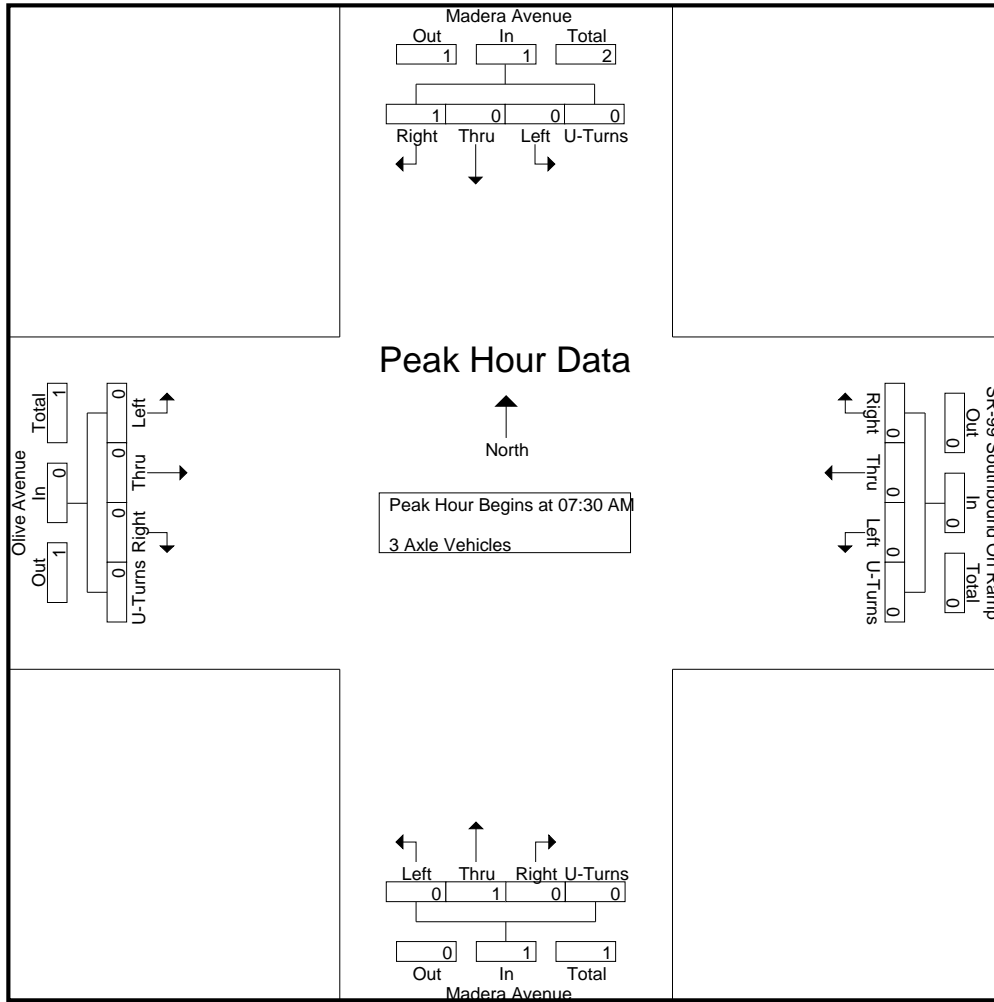 Madera Avenue
Out In Total
1 1 2
1 0 0 0
Right Thru Left U-Turns
Peak Hour Data
North
Peak Hour Begins at 07:30 AM
3 Axle Vehicles
Olive Avenue
Total In Out
1 0 1
0 0 0 0
Left Thru Right U-Turns
Right Thru Left U-Turns
0 0 0 0
Out In Total
0 0 0
On Ramp
Left Thru Right U-Turns
0 1 0 0
0 1 1
Out In Total
Madera Avenue